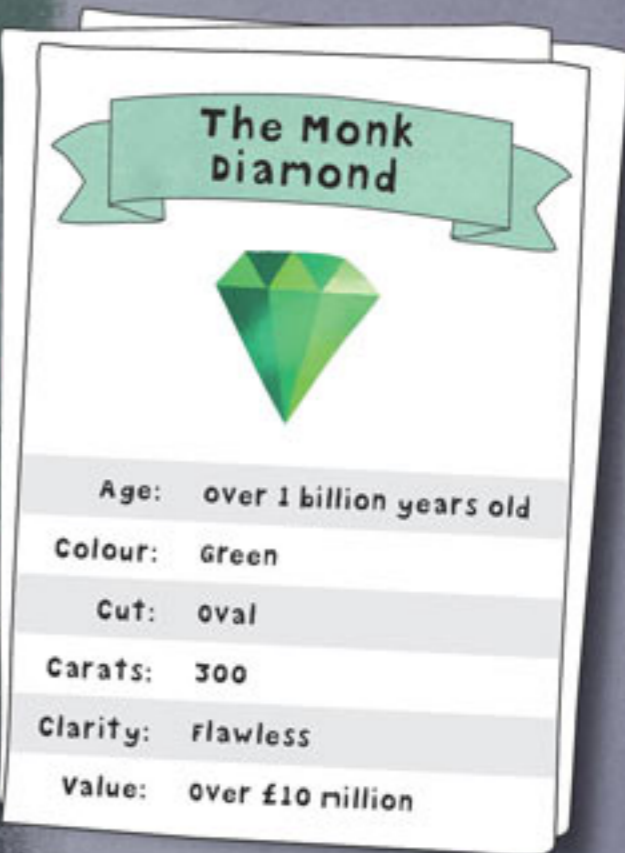 The Monk
Diamond
Age: over 1 billion years old
Colour: Green
Cut: oval
Carats: 300
Clarity: Flawless
Value: over £10 million